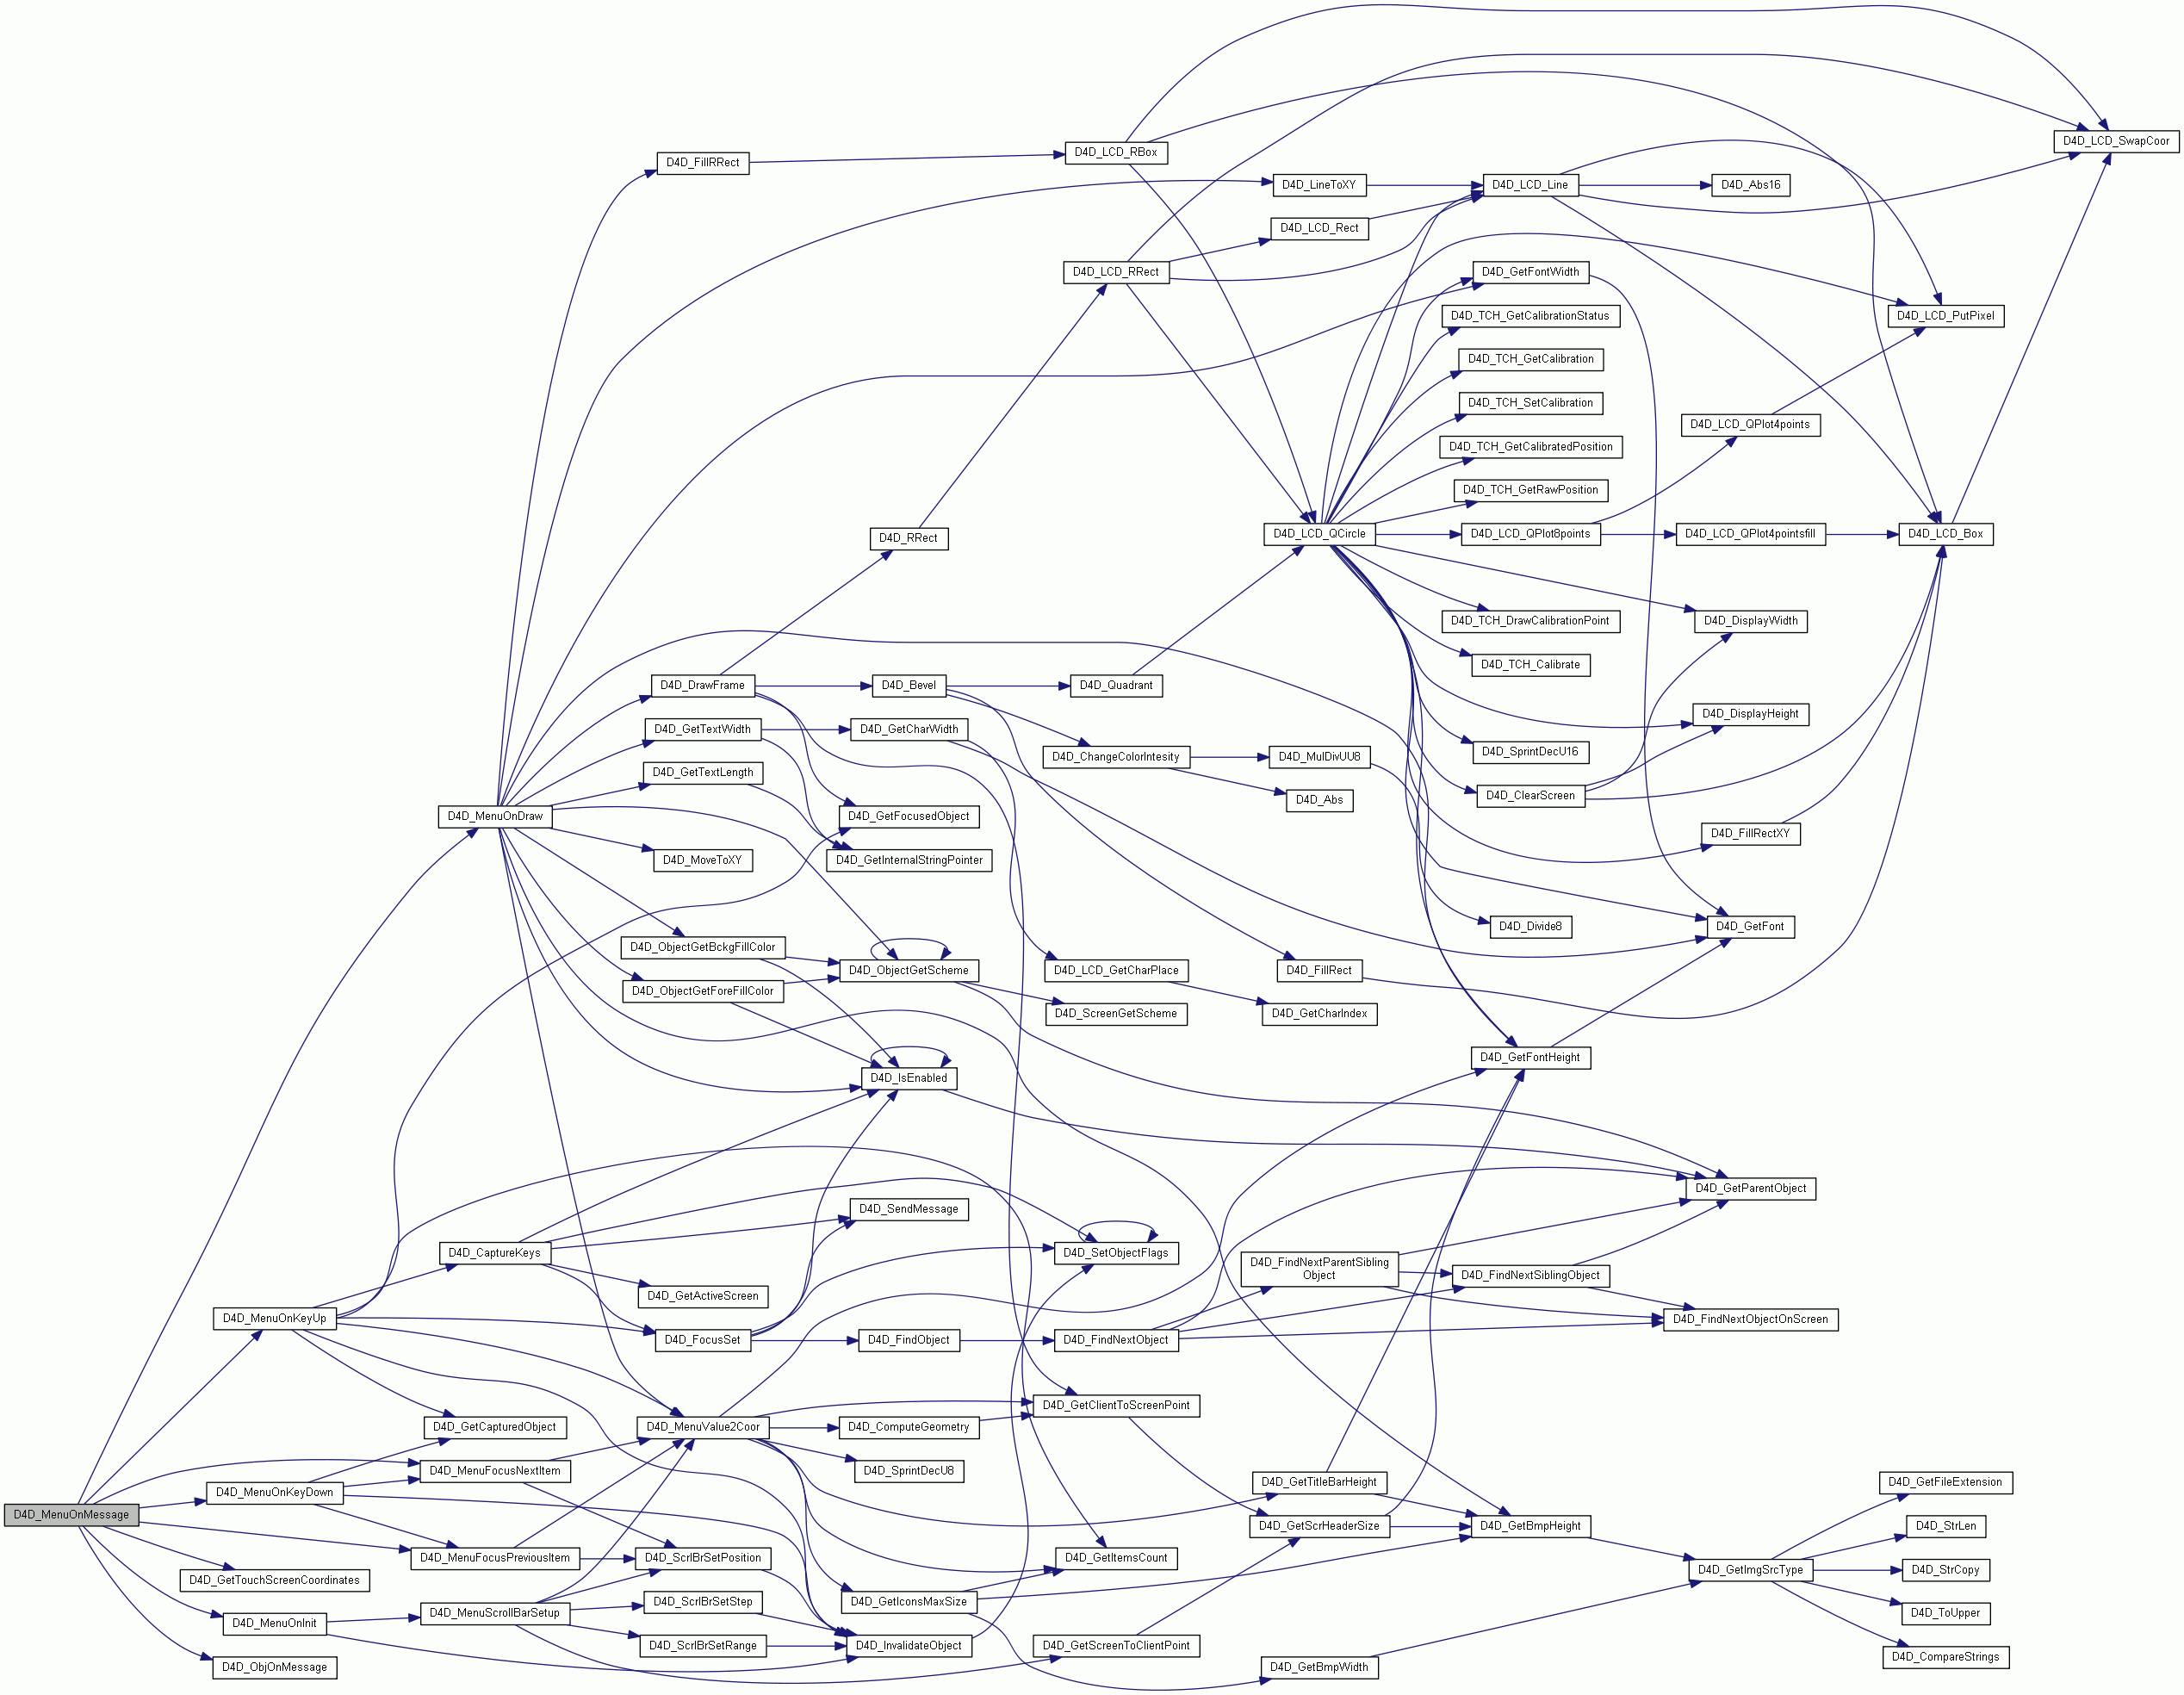 D4D_LCD_SwapCoor
D4D_LCD_RBox
D4D_FillRRect
D4D_LineToXY
D4D_LCD_Line
D4D_Abs16
D4D_LCD_Rect
D4D_LCD_RRect
D4D_GetFontWidth
D4D_TCH_GetCalibrationStatus
D4D_LCD_PutPixel
D4D_TCH_GetCalibration
D4D_TCH_SetCalibration
D4D_LCD_QPlot4points
D4D_TCH_GetCalibratedPosition
D4D_TCH_GetRawPosition
D4D_RRect
D4D_LCD_QCircle
D4D_LCD_QPlot8points
D4D_LCD_QPlot4pointsfill
D4D_LCD_Box
D4D_TCH_DrawCalibrationPoint
D4D_DisplayWidth
D4D_TCH_Calibrate
D4D_DrawFrame
D4D_Bevel
D4D_Quadrant
D4D_DisplayHeight
D4D_GetTextWidth
D4D_GetCharWidth
D4D_ChangeColorIntesity
D4D_MulDivUU8
D4D_SprintDecU16
D4D_GetTextLength
D4D_Abs
D4D_ClearScreen
D4D_MenuOnDraw
D4D_GetFocusedObject
D4D_FillRectXY
D4D_MoveToXY
D4D_GetInternalStringPointer
D4D_Divide8
D4D_GetFont
D4D_ObjectGetBckgFillColor
D4D_ObjectGetScheme
D4D_LCD_GetCharPlace
D4D_FillRect
D4D_ObjectGetForeFillColor
D4D_ScreenGetScheme
D4D_GetCharIndex
D4D_GetFontHeight
D4D_IsEnabled
D4D_GetParentObject
D4D_SendMessage
D4D_CaptureKeys
D4D_SetObjectFlags
D4D_FindNextParentSibling
Object
D4D_FindNextSiblingObject
D4D_GetActiveScreen
D4D_MenuOnKeyUp
D4D_FindNextObjectOnScreen
D4D_FocusSet
D4D_FindObject
D4D_FindNextObject
D4D_GetClientToScreenPoint
D4D_GetCapturedObject
D4D_MenuValue2Coor
D4D_ComputeGeometry
D4D_MenuFocusNextItem
D4D_SprintDecU8
D4D_GetTitleBarHeight
D4D_GetFileExtension
D4D_MenuOnKeyDown
D4D_MenuOnMessage
D4D_GetScrHeaderSize
D4D_GetBmpHeight
D4D_StrLen
D4D_MenuFocusPreviousItem
D4D_ScrlBrSetPosition
D4D_GetItemsCount
D4D_GetImgSrcType
D4D_StrCopy
D4D_GetTouchScreenCoordinates
D4D_ScrlBrSetStep
D4D_GetIconsMaxSize
D4D_ToUpper
D4D_MenuOnInit
D4D_MenuScrollBarSetup
D4D_ScrlBrSetRange
D4D_InvalidateObject
D4D_GetScreenToClientPoint
D4D_CompareStrings
D4D_ObjOnMessage
D4D_GetBmpWidth